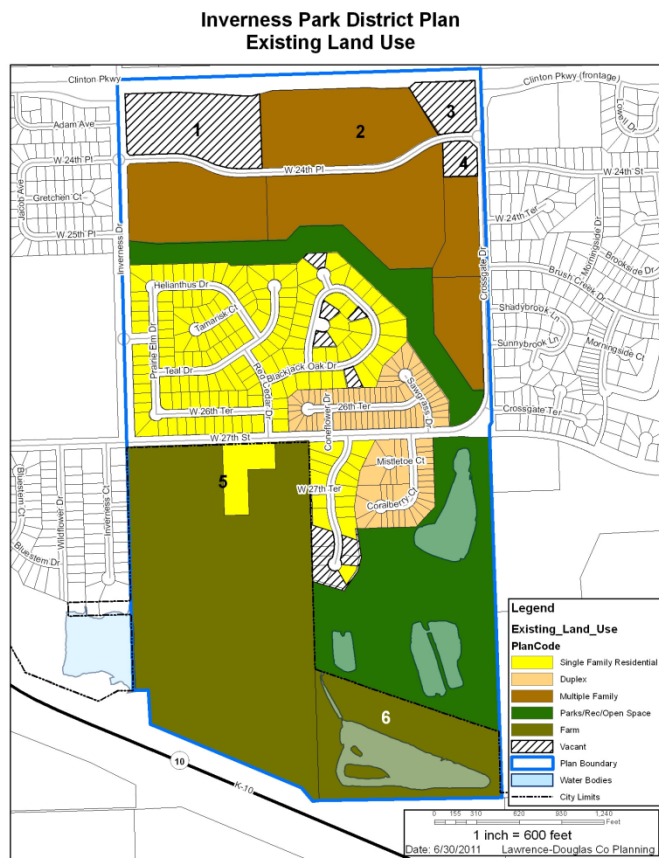 Inverness Park District Plan
Existing Land Use
Clinton Pkwy
Clinton Pkwy (frontage)
Lowell Dr
Adam Ave
1
2
3
4
W 24th Pl
W 24th Pl
W 24th St
Jacob Ave
Gretchen Ct
W 24th Ter
Morningside Dr
W 25th Pl
Inverness Dr
Crossgate Dr
Brookside Dr
Brush Creek Dr
Helianthus Dr
Tamarisk Ct
Shadybrook Ln
Sunnybrook Ln
Morningside Ct
Prairie Elm Dr
Teal Dr
Red Cedar Dr
Blackjack Oak Dr
Sawgrass Dr
W 26th Ter
Coneflower Dr
26th Ter
Crossgate Ter
W 27th St
Mistletoe Ct
5
W 27th Ter
Coralberry Ct
Bluestem Ct
Wildflower Dr
Inverness Ct
Bluestem Dr
6
10
K-10
Legend
Existing_Land_Use
PlanCode
Single Family Residential
Duplex
Multiple Family
Parks/Rec/Open Space
Farm
Vacant
Plan Boundary
Water Bodies
City Limits
0 155 310 620 930 1,240
Feet
1 inch = 600 feet
Date: 6/30/2011 Lawrence-Douglas Co Planning